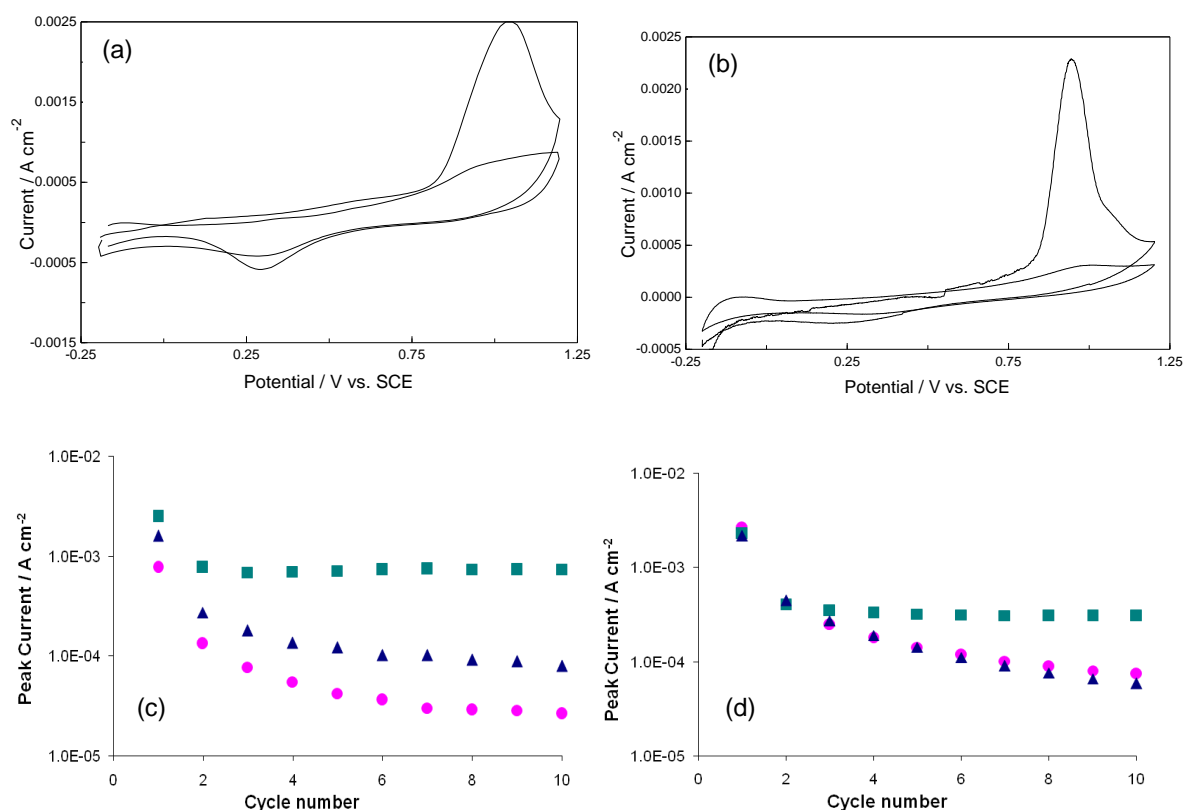 (a)
0.0025
0.0015
0.0005
-0.0005
-0.0015
Current / A cm-2
-0.25 0.25 0.75 1.25
Potential / V vs. SCE
(b)
0.0025
0.0020
0.0015
0.0010
0.0005
0.0000
-0.0005
Current / A cm-2
-0.25 0.25 0.75 1.25
Potential / V vs. SCE
(c)
1.0E-02
1.0E-03
1.0E-04
1.0E-05
Peak Current / A cm-2
0 2 4 6 8 10
Cycle number
(d)
1.0E-02
1.0E-03
1.0E-04
1.0E-05
Peak Current / A cm-2
0 2 4 6 8 10
Cycle number